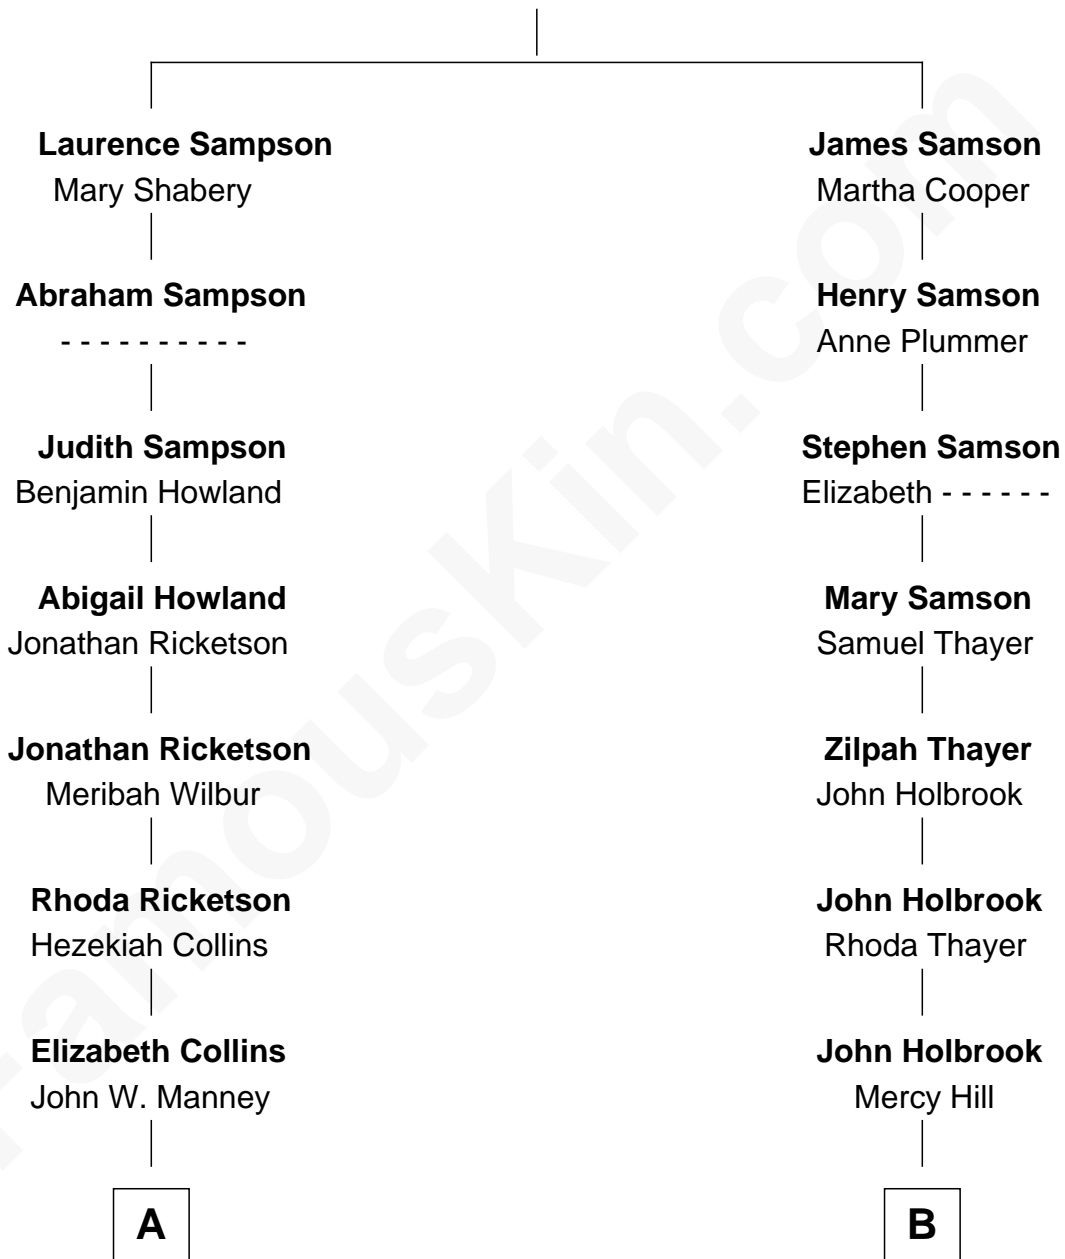 Laurence Sampson
Mary Shabery
Abraham Sampson
- - - - - - - - - -
Judith Sampson
Benjamin Howland
Abigail Howland
Jonathan Ricketson
Jonathan Ricketson
Meribah Wilbur
Rhoda Ricketson
Hezekiah Collins
Elizabeth Collins
John W. Manney
A
James Samson
Martha Cooper
Henry Samson
Anne Plummer
Stephen Samson
Elizabeth - - - - - -
Mary Samson
Samuel Thayer
Zilpah Thayer
John Holbrook
John Holbrook
Rhoda Thayer
John Holbrook
Mercy Hill
B
FamousKin.com